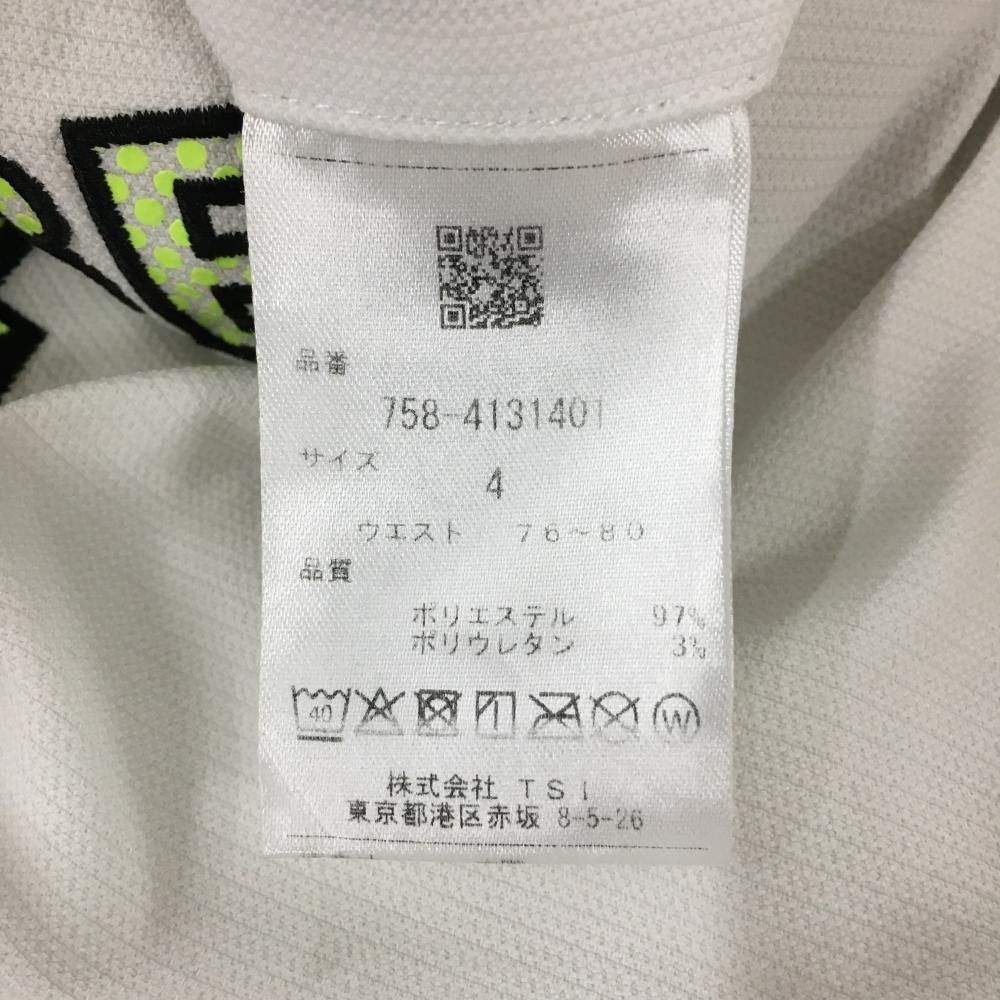 品番
758-4131401
サイズ
4
ウエスト 76~80
品質
ポリエステル 97%
ポリウレタン 3%
40 W
株式会社 TSI
東京都港区赤坂 8-5-26